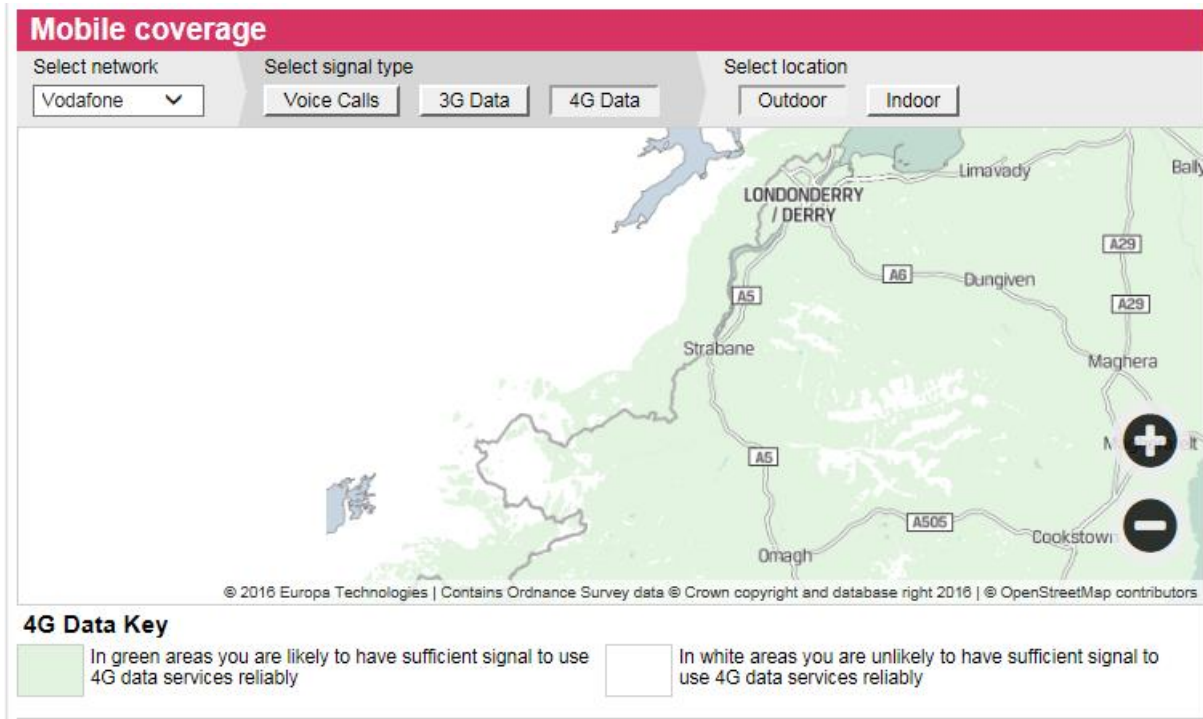 Mobile coverage
Select network
Select signal type
Select location
Vodafone
Voice Calls
3G Data
4G Data
Outdoor
Indoor
Limavady
Bally
LONDONDERRY
/ DERRY
A29
A6
Dungiven
A5
A29
Strabane
Maghera
A5
A505
Cookstown
Omagh
© 2016 Europa Technologies | Contains Ordnance Survey data © Crown copyright and database right 2016 | © OpenStreetMap contributors
4G Data Key
In green areas you are likely to have sufficient signal to use
4G data services reliably
In white areas you are unlikely to have sufficient signal to
use 4G data services reliably